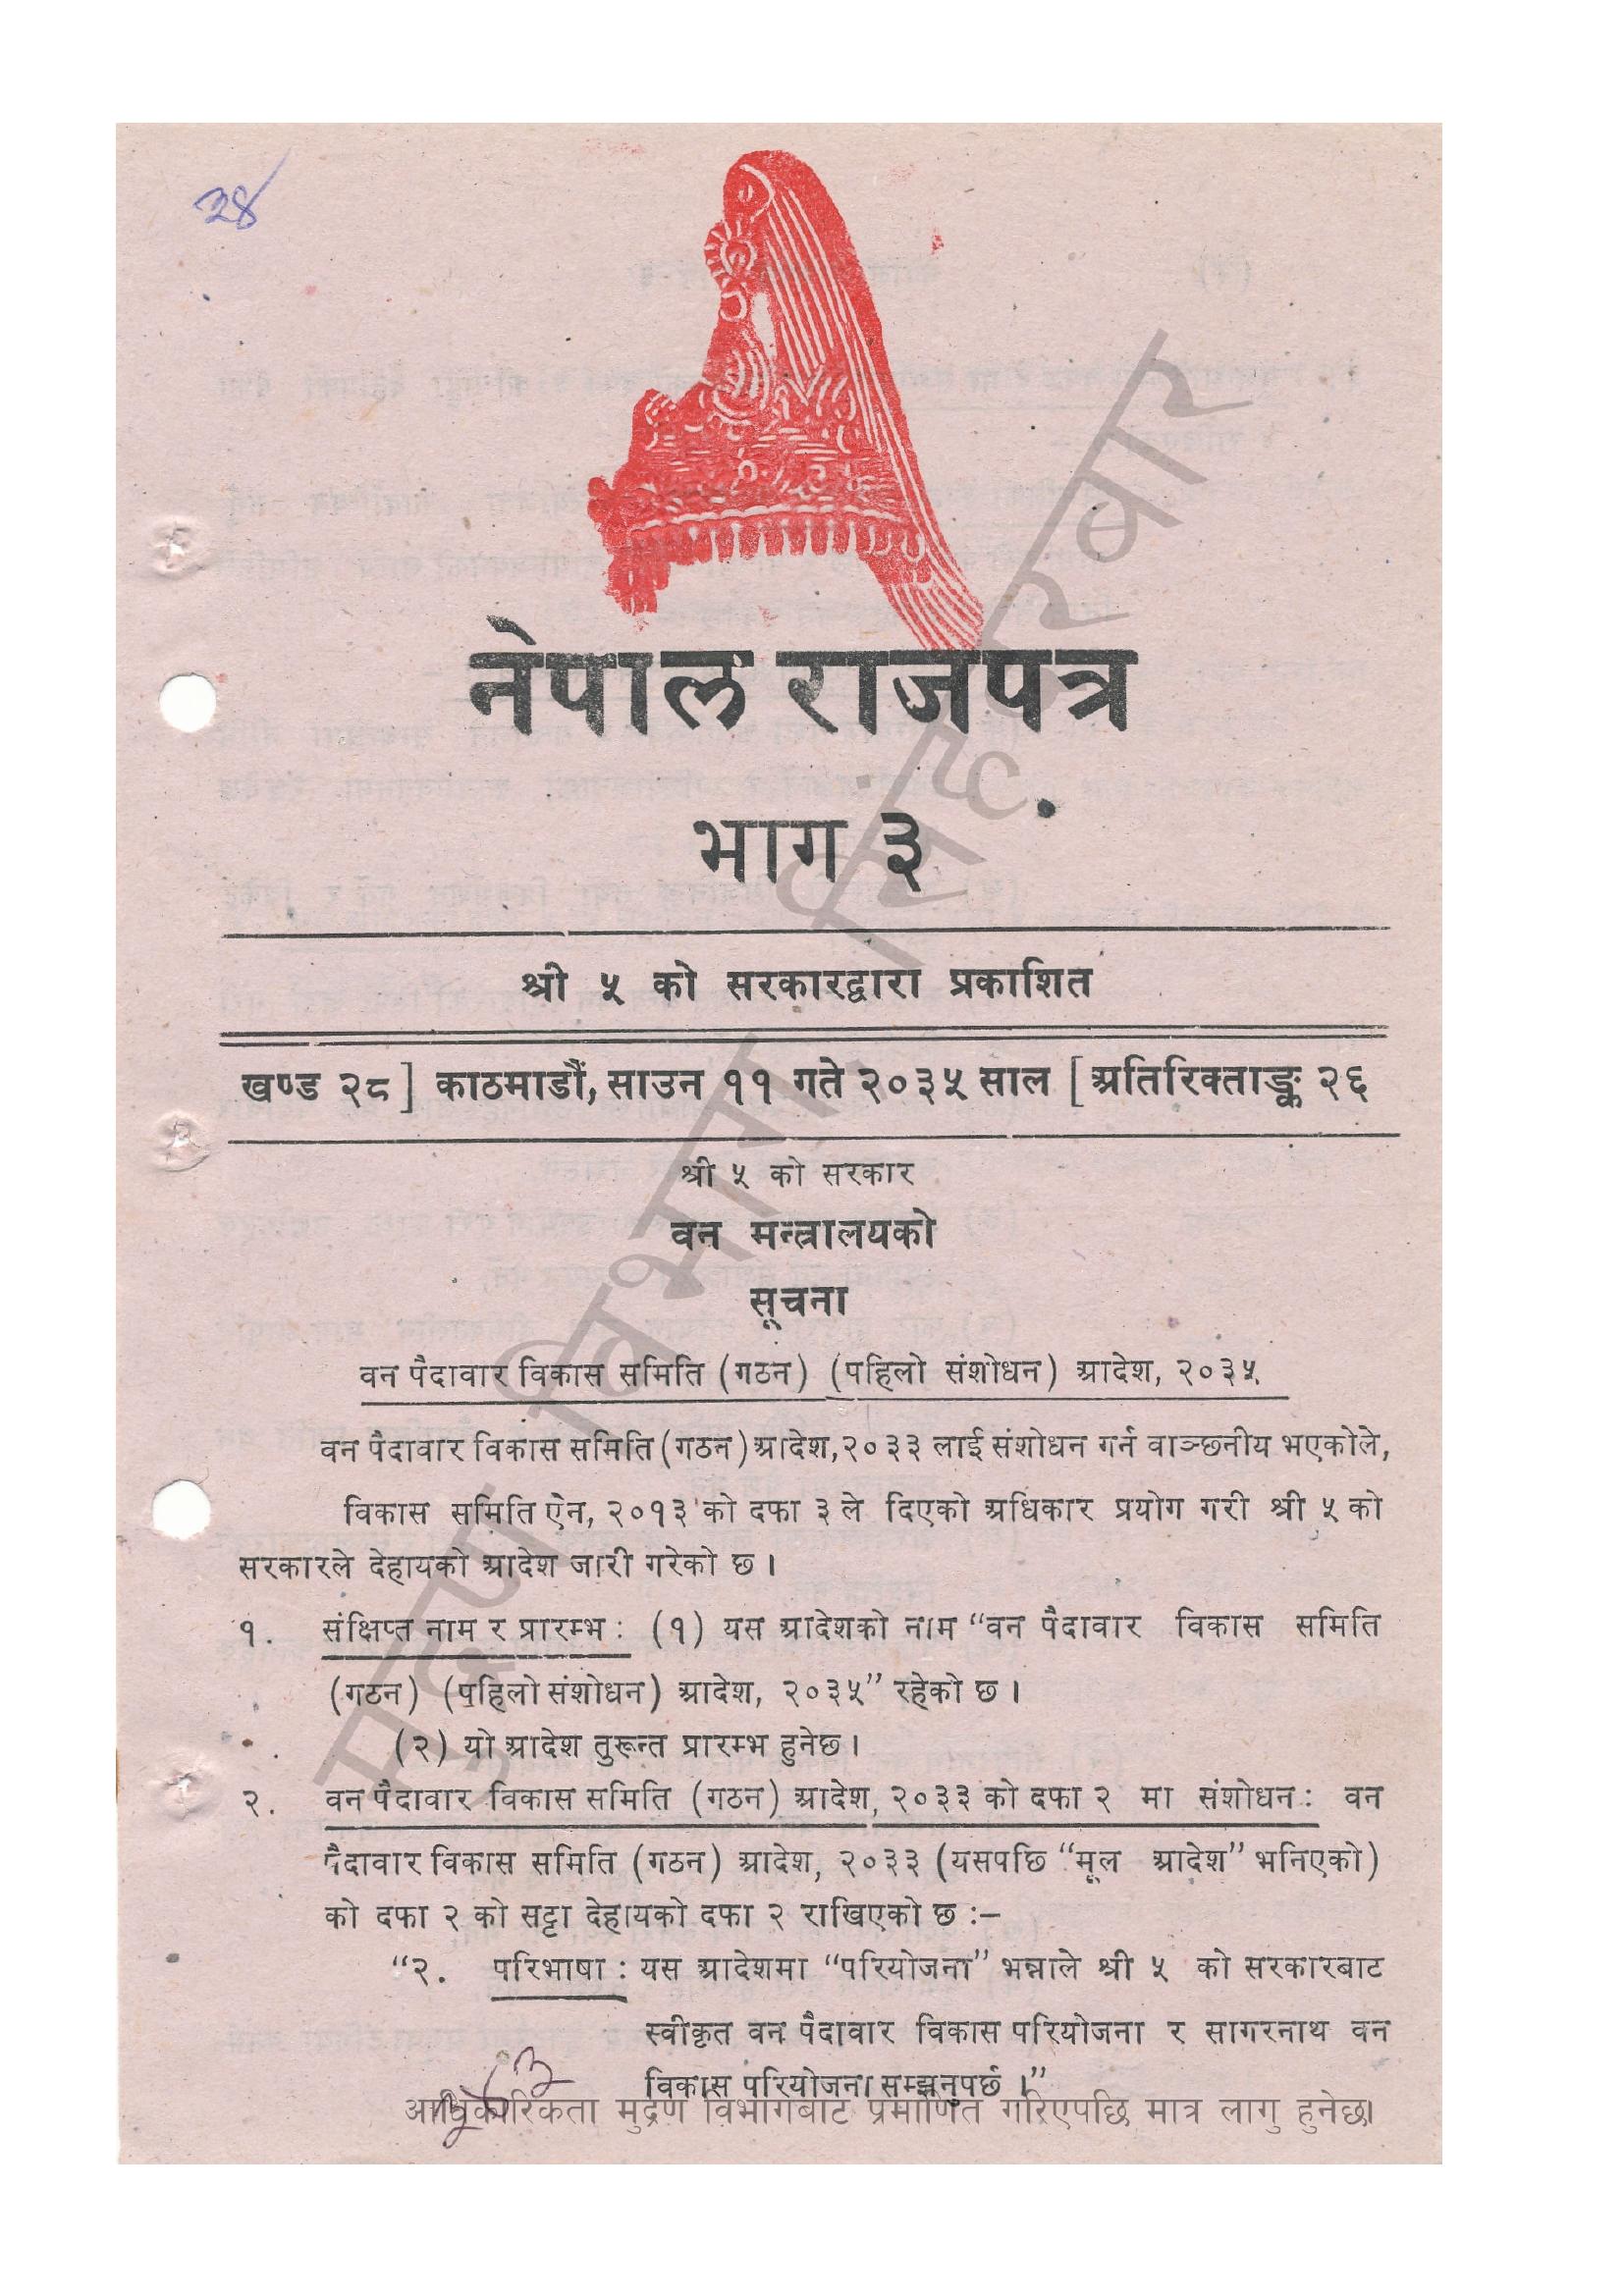 ३४
नेपाल राजपत्र
भाग ३
श्री ५ को सरकारद्वारा प्रकाशित
खण्ड २८] काठमाडौं, साउन ११ गते २०३५ साल [अतिरिक्ताङ्क २६
श्री ५ को सरकार
वन मन्त्रालयको
सूचना
वन पैदावार विकास समिति (गठन) (पहिलो संशोधन) आदेश, २०३५
वन पैदावार विकास समिति (गठन) आदेश, २०३३ लाई संशोधन गर्न वाञ्छनीय भएकोले,
विकास समिति ऐन, २०१३ को दफा ३ ले दिएको अधिकार प्रयोग गरी श्री ५ को
सरकारले देहायको आदेश जारी गरेको छ ।
१. संक्षिप्त नाम र प्रारम्भः (१) यस आदेशको नाम “वन पैदावार विकास समिति
(गठन) (पहिलो संशोधन) आदेश, २०३५” रहेको छ ।
(२) यो आदेश तुरून्त प्रारम्भ हुनेछ ।
२. वन पैदावार विकास समिति (गठन) आदेश, २०३३ को दफा २ मा संशोधनः वन
पैदावार विकास समिति (गठन) आदेश, २०३३ (यसपछि “मूल आदेश” भनिएको)
को दफा २ को सट्टा देहायको दफा २ राखिएको छ :–
“२. परिभाषा : यस आदेशमा “परियोजना” भन्नाले श्री ५ को सरकारबाट
स्वीकृत वन पैदावार विकास परियोजना र सागरनाथ वन
विकास परियोजना सम्झनुपर्छ ।”
आधिकारिकता मुद्रण विभागबाट प्रमाणित गरिएपछि मात्र लागु हुनेछ।
मुद्रण विभाग, सिंहदरबार